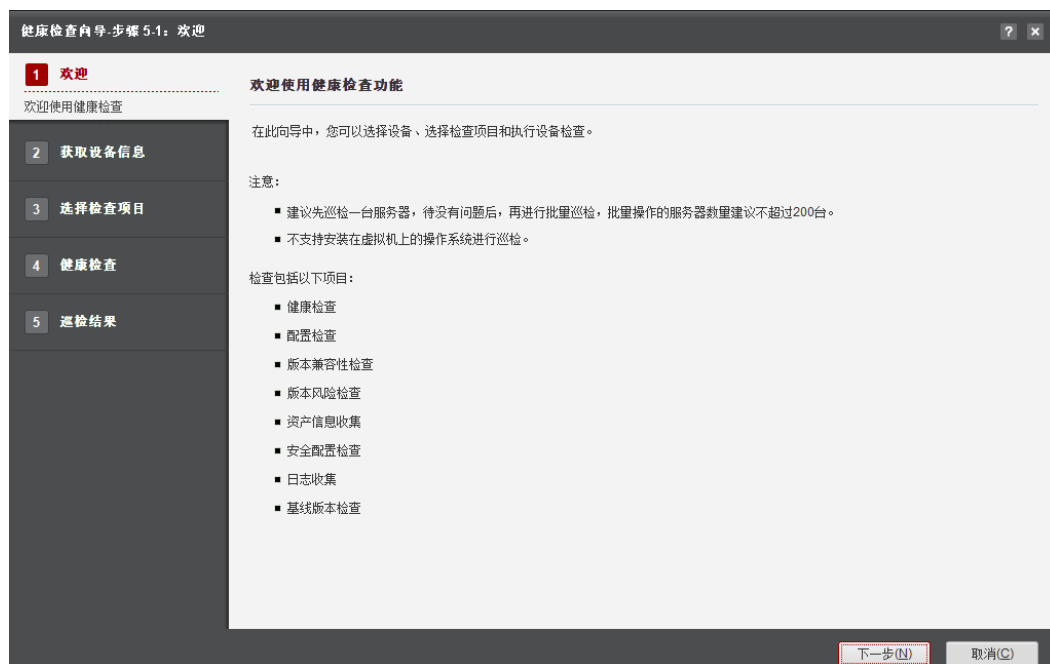 健康检查向导-步骤 5-1：欢迎
? ×
1 欢迎
欢迎使用健康检查
2 获取设备信息
3 选择检查项目
4 健康检查
5 巡检结果
欢迎使用健康检查功能
在此向导中，您可以选择设备、选择检查项目和执行设备检查。
注意：
■ 建议先巡检一台服务器，待没有问题后，再进行批量巡检，批量操作的服务器数量建议不超过200台。
■ 不支持安装在虚拟机上的操作系统进行巡检。
检查包括以下项目：
■ 健康检查
■ 配置检查
■ 版本兼容性检查
■ 版本风险检查
■ 资产信息收集
■ 安全配置检查
■ 日志收集
■ 基线版本检查
下一步(N) 取消(C)